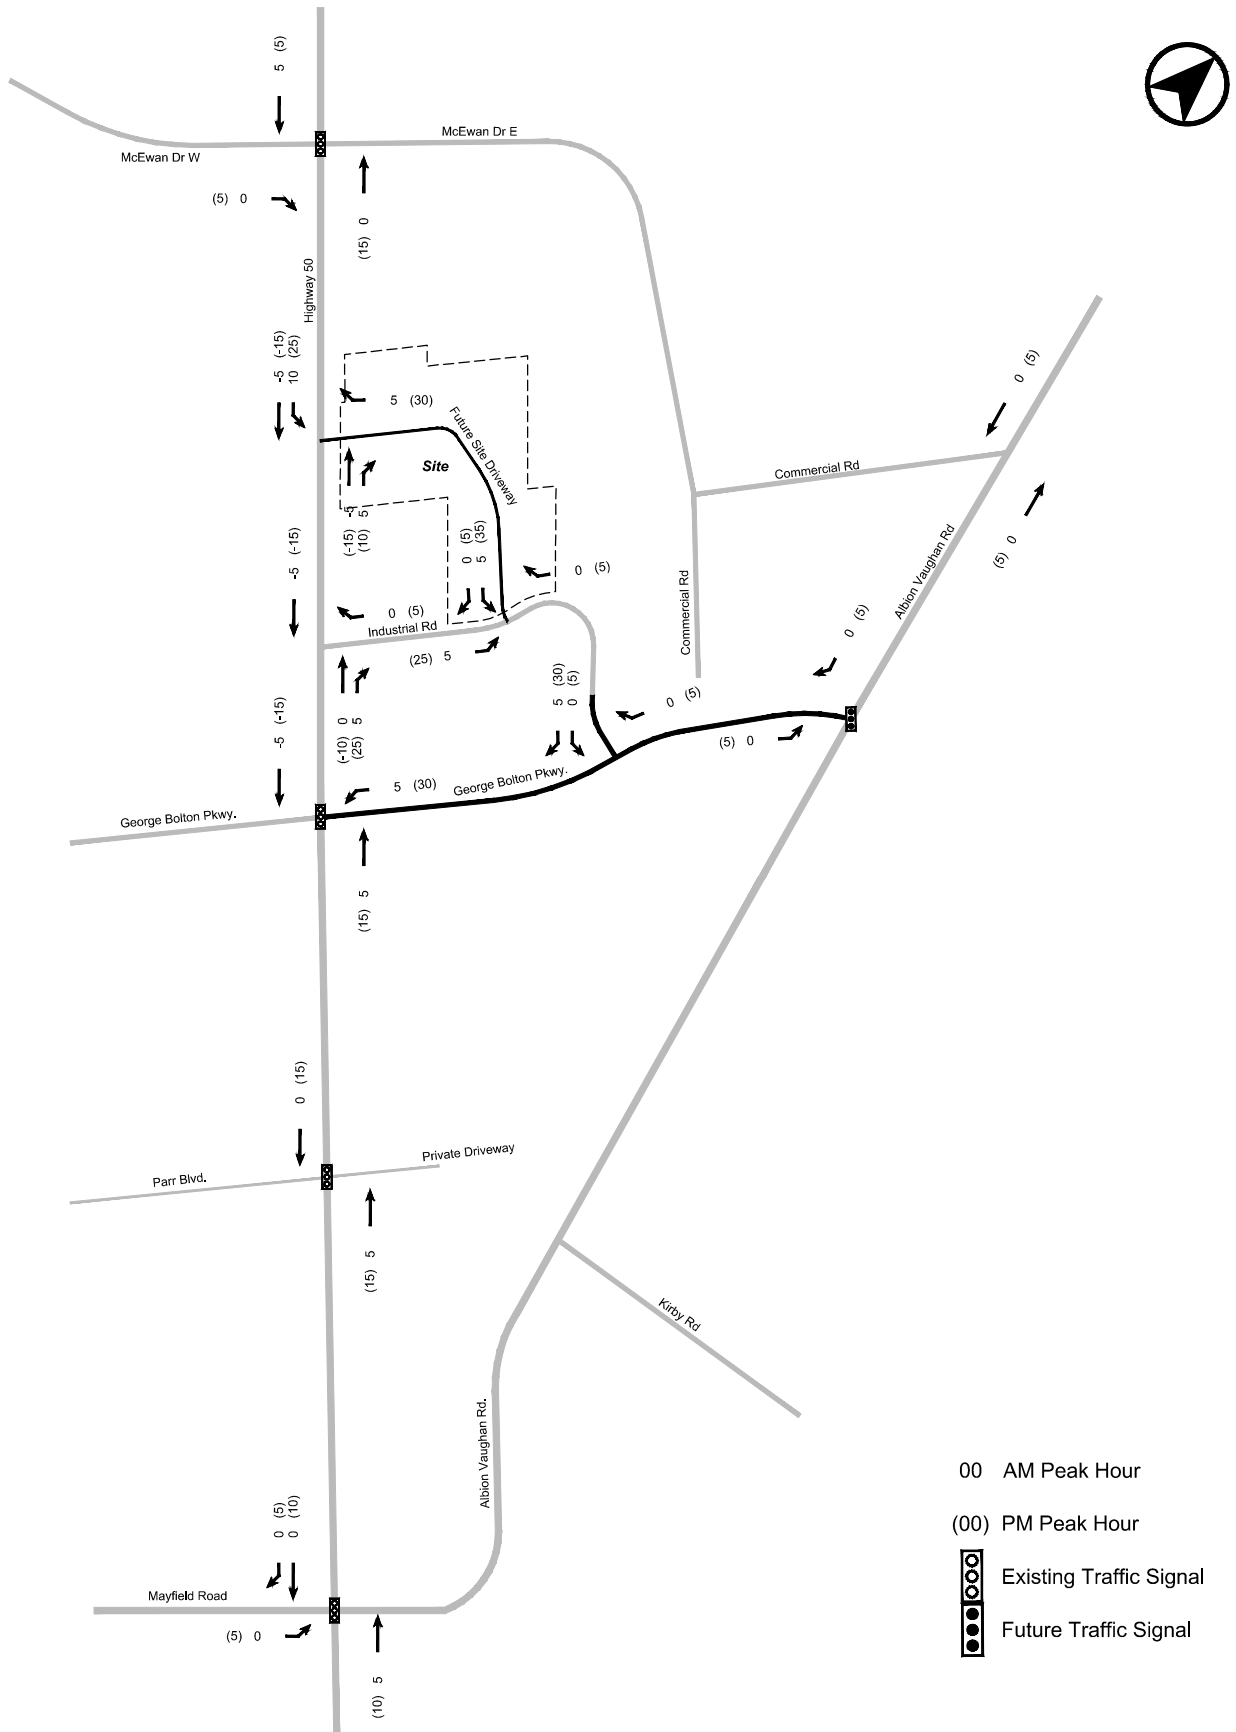 5 (5)
McEwan Dr E
McEwan Dr W
(5) 0
(15) 0
Highway 50
-5 (-15)
10 (25)
5 (30)
Future Site Driveway
Site
(-15) -5
(10) 5
0 (5)
5 (35)
0 (5)
0 (5)
Commercial Rd
(5) 0
Albion Vaughan Rd
-5 (-15)
0 (5)
Industrial Rd
(25) 5
Commercial Rd
0 (5)
5 (30)
0 (5)
0 (5)
(5) 0
-5 (-15)
(-10) 0
(25) 5
5 (30)
George Bolton Pkwy.
George Bolton Pkwy.
(15) 5
0 (15)
Private Driveway
Parr Blvd.
(15) 5
Kirby Rd
Albion Vaughan Rd.
0 (5)
0 (10)
Mayfield Road
(5) 0
(10) 5
00 AM Peak Hour
(00) PM Peak Hour
Existing Traffic Signal
Future Traffic Signal